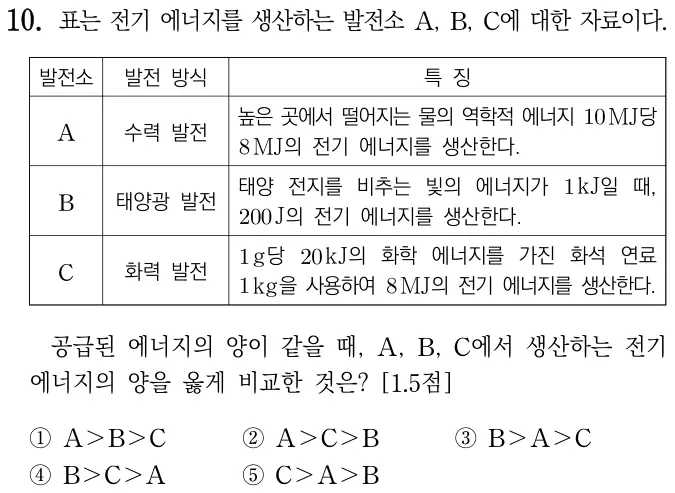 10. 표는 전기 에너지를 생산하는 발전소 A, B, C에 대한 자료이다.
발전소 발전 방식 특 징
A 수력 발전 높은 곳에서 떨어지는 물의 역학적 에너지 10MJ당
8MJ의 전기 에너지를 생산한다.
B 태양광 발전 태양 전지를 비추는 빛의 에너지가 1kJ일 때,
200J의 전기 에너지를 생산한다.
C 화력 발전 1g당 20kJ의 화학 에너지를 가진 화석 연료
1kg을 사용하여 8MJ의 전기 에너지를 생산한다.
공급된 에너지의 양이 같을 때, A, B, C에서 생산하는 전기
에너지의 양을 옳게 비교한 것은? [1.5점]
① A>B>C ② A>C>B ③ B>A>C
④ B>C>A ⑤ C>A>B